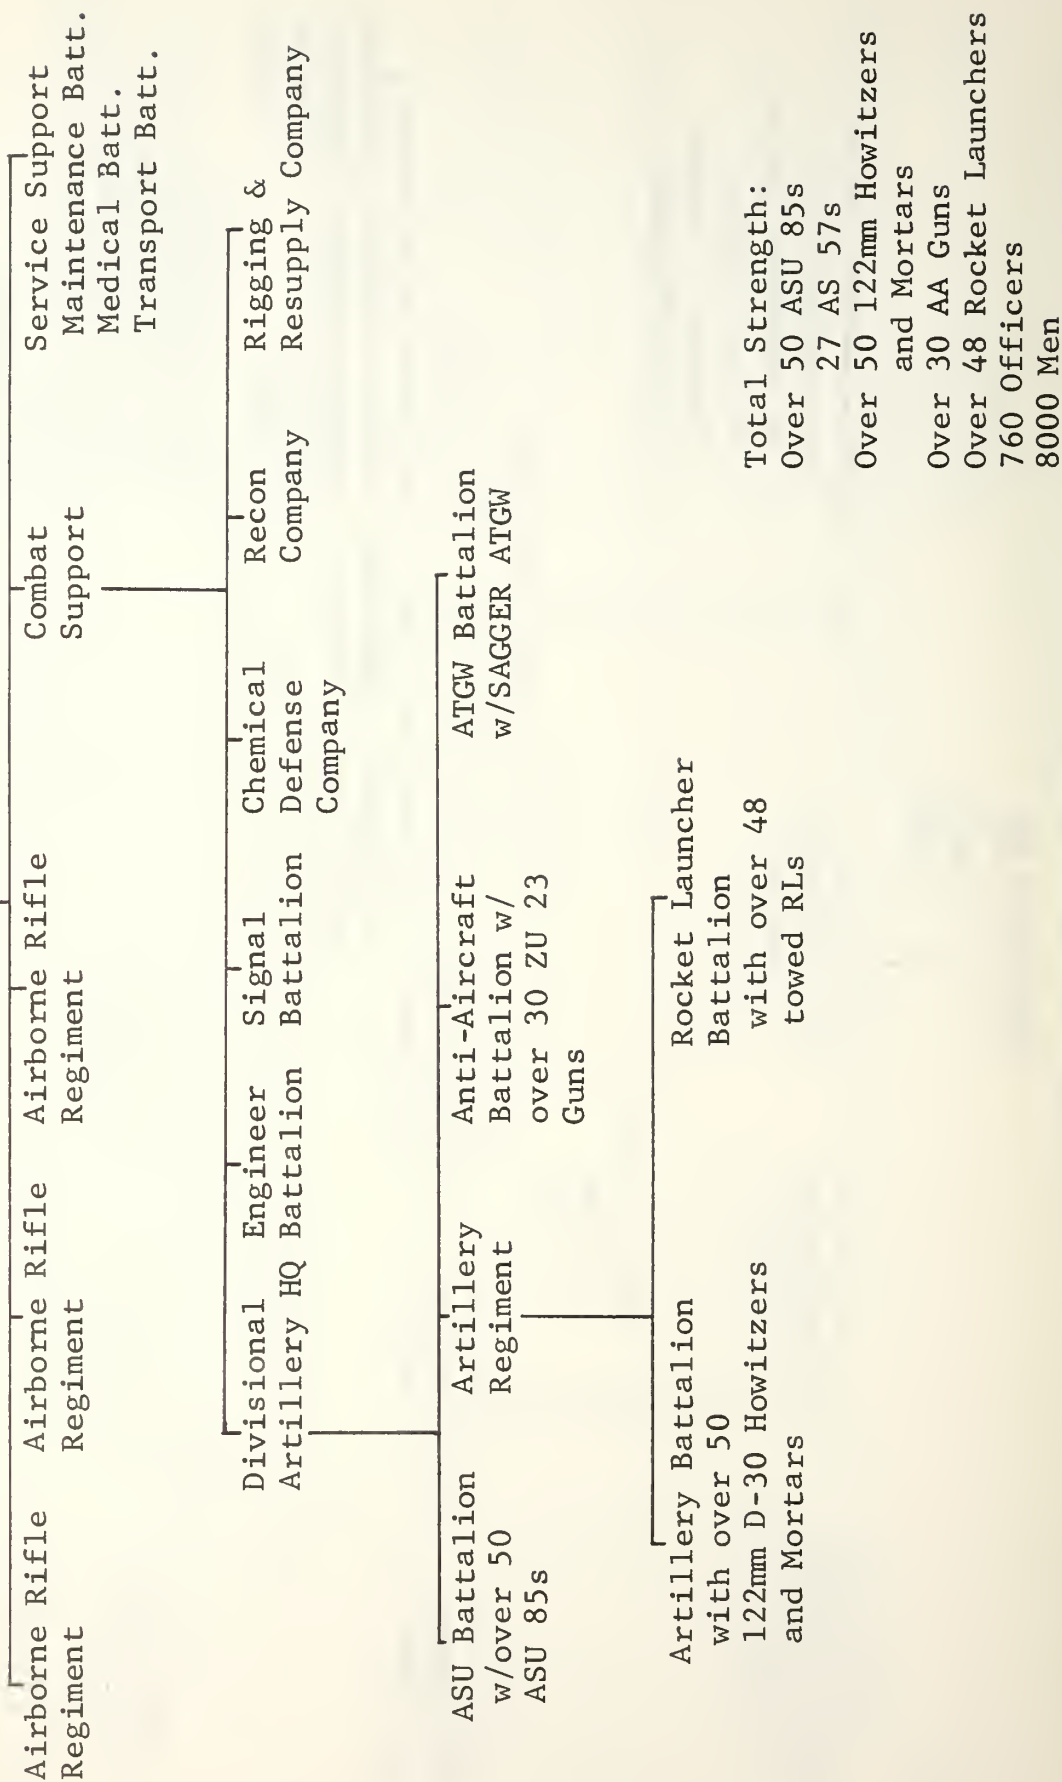 Airborne Rifle
Regiment
Airborne Rifle
Regiment
Airborne Rifle
Regiment
Combat
Support
Service Support
Maintenance Batt.
Medical Batt.
Transport Batt.
Divisional
Artillery HQ
Engineer
Battalion
Signal
Battalion
Chemical
Defense
Company
Recon
Company
Rigging &
Resupply Company
ASU Battalion
w/over 50
ASU 85s
Artillery
Regiment
Anti-Aircraft
Battalion w/
over 30 ZU 23
Guns
ATGW Battalion
w/SAGGER ATGW
Artillery Battalion
with over 50
122mm D-30 Howitzers
and Mortars
Rocket Launcher
Battalion
with over 48
towed RLs
Total Strength:
Over 50 ASU 85s
27 AS 57s
Over 50 122mm Howitzers
and Mortars
Over 30 AA Guns
Over 48 Rocket Launchers
760 Officers
8000 Men